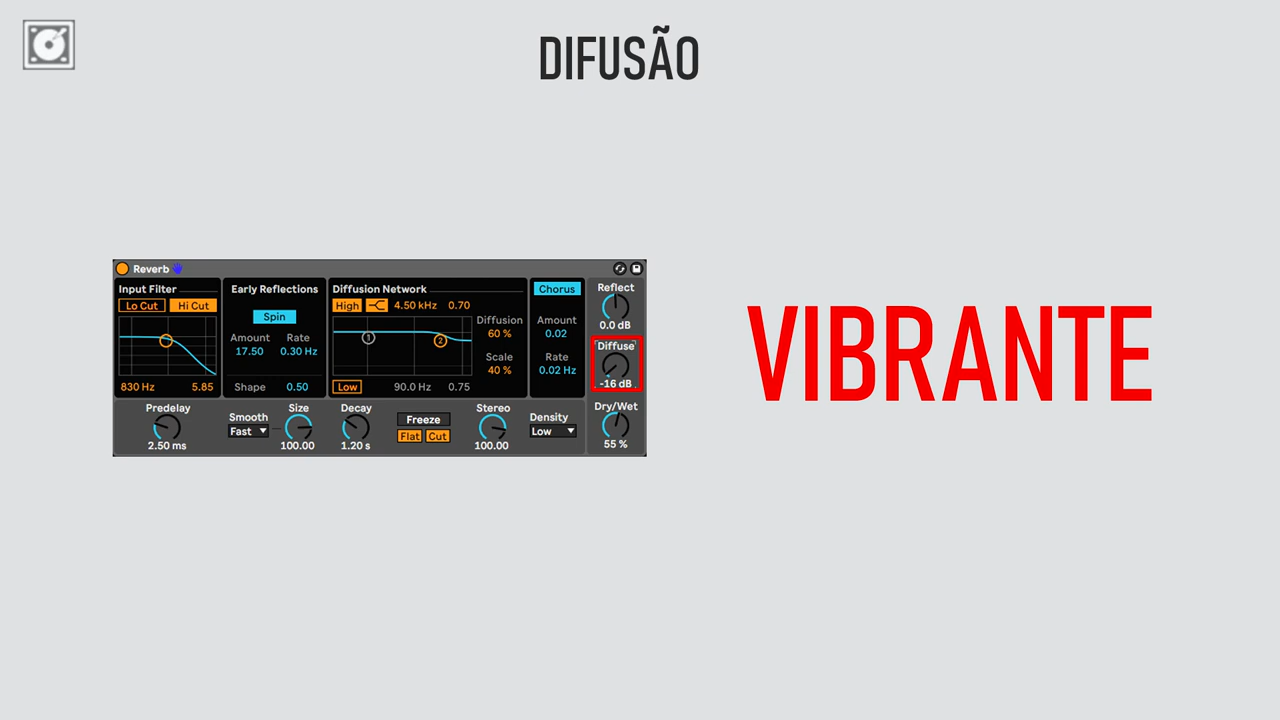 DIFUSÃO
Reverb
Input Filter
Lo Cut Hi Cut
830 Hz 5.85
Early Reflections
Spin
Amount Rate
17.50 0.30 Hz
Shape 0.50
Diffusion Network
High 4.50 kHz 0.70
1
2
Diffusion
60 %
Scale
40 %
Low 90.0 Hz 0.75
Chorus
Amount
0.02
Rate
0.02 Hz
Reflect
0.0 dB
Diffuse
-16 dB
Dry/Wet
55 %
Predelay
2.50 ms
Smooth
Fast
Size
100.00
Decay
1.20 s
Freeze
Flat Cut
Stereo
100.00
Density
Low
VIBRANTE